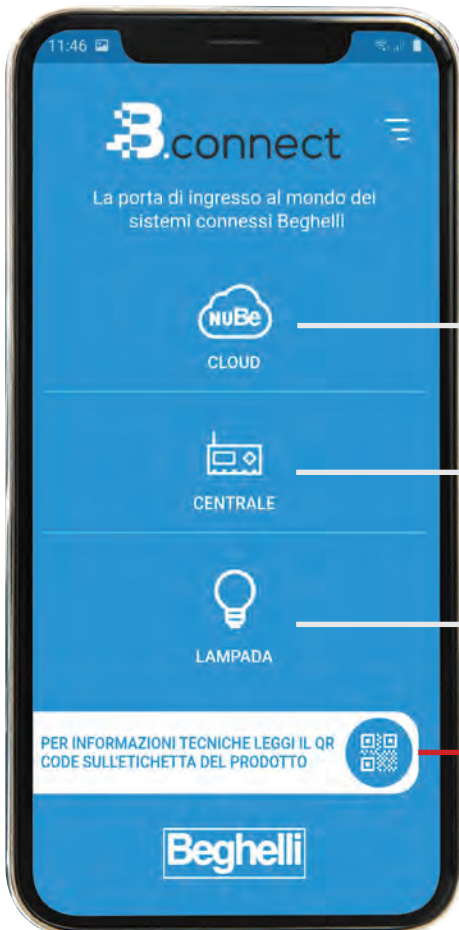 11:46
B.connect
La porta di ingresso al mondo dei
sistemi connessi Beghelli
NUBe
CLOUD
CENTRALE
LAMPADA
PER INFORMAZIONI TECNICHE LEGGI IL QR
CODE SULL'ETICHETTA DEL PRODOTTO
Beghelli